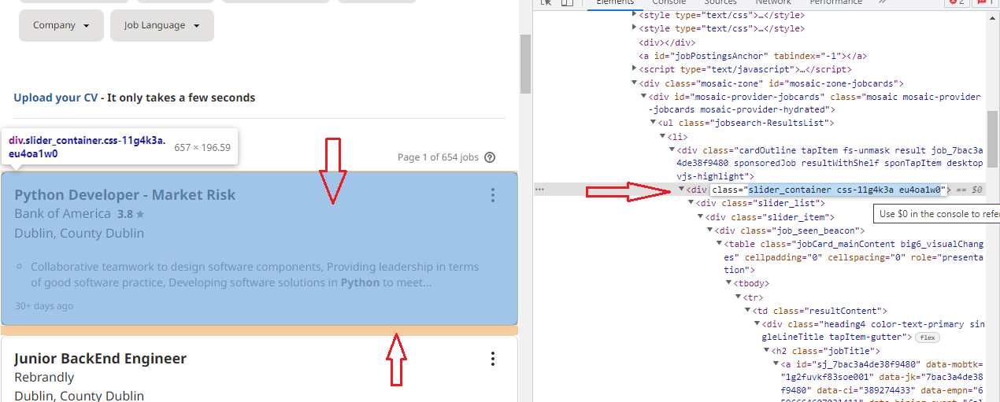 Elements Console Sources Network Performance » 2 1
Company
Job Language
Upload your CV - It only takes a few seconds
div.slider_container.css-11g4k3a.
eu4oa1w0
657 × 196.59
Page 1 of 654 jobs
Python Developer - Market Risk
Bank of America 3.8
Dublin, County Dublin
Collaborative teamwork to design software components, Providing leadership in terms
of good software practice, Developing software solutions in Python to meet...
30+ days ago
Junior BackEnd Engineer
Rebrandly
Dublin, County Dublin
<style type="text/css">…</style>
<style type="text/css">…</style>
<div></div>
<a id="jobPostingsAnchor" tabindex="-1"></a>
<script type="text/javascript">…</script>
<div class="mosaic-zone" id="mosaic-zone-jobcards">
<div id="mosaic-provider-jobcards" class="mosaic mosaic-provider
-jobcards mosaic-provider-hydrated">
<ul class="jobsearch-ResultsList">
<li>
<div class="cardOutline tapItem fs-unmask result job_7bac3a
4de38f9480 sponsoredJob resultWithShelf sponTapItem desktop
vjs-highlight">
<div class="slider_container css-11g4k3a eu4oa1w0"> == $0
Use $0 in the console to refe
<div class="slider_list">
<div class="slider_item">
<div class="job_seen_beacon">
<table class="jobCard_mainContent big6_visualChang
es" cellpadding="0" cellspacing="0" role="presenta
tion">
<tbody>
<tr>
<td class="resultContent">
<div class="heading4 color-text-primary sin
gleLineTitle tapItem-gutter"> flex
<h2 class="jobTitle">
<a id="sj_7bac3a4de38f9480" data-mobtk=
"1g2fuvkf83soe001" data-jk="7bac3a4de38
f9480" data-ci="389274433" data-empn="6